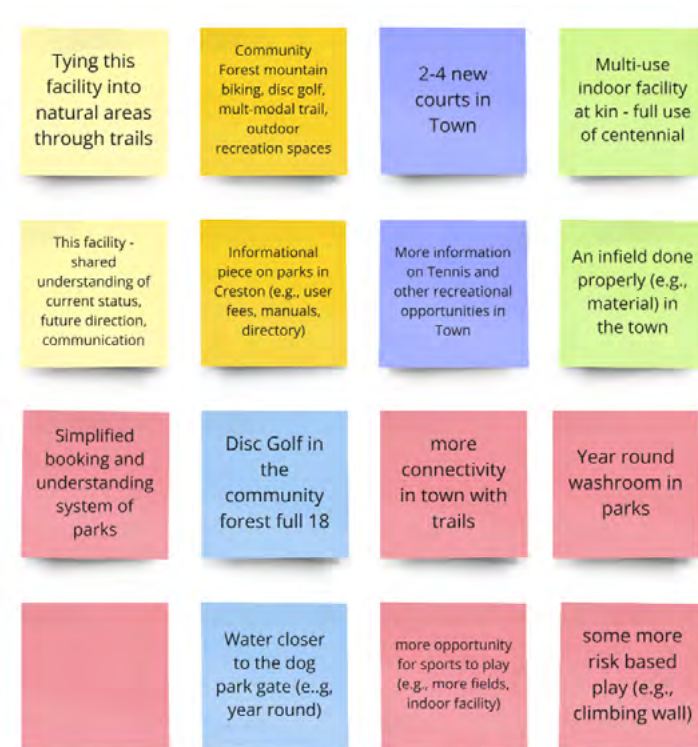 Tying this
facility into
natural areas
through trails
Community
Forest mountain
biking, disc golf,
mult-modal trail,
outdoor
recreation spaces
2-4 new
courts in
Town
Multi-use
indoor facility
at kin - full use
of centennial
This facility -
shared
understanding of
current status,
future direction,
communication
Informational
piece on parks in
Creston (e.g., user
fees, manuals,
directory)
More information
on Tennis and
other recreational
opportunities in
Town
An infield done
properly (e.g.,
material) in
the town
Simplified
booking and
understanding
system of
parks
Disc Golf in
the
community
forest full 18
more
connectivity
in town with
trails
Year round
washroom in
parks
Water closer
to the dog
park gate (e..g,
year round)
more opportunity
for sports to play
(e.g., more fields,
indoor facility)
some more
risk based
play (e.g.,
climbing wall)